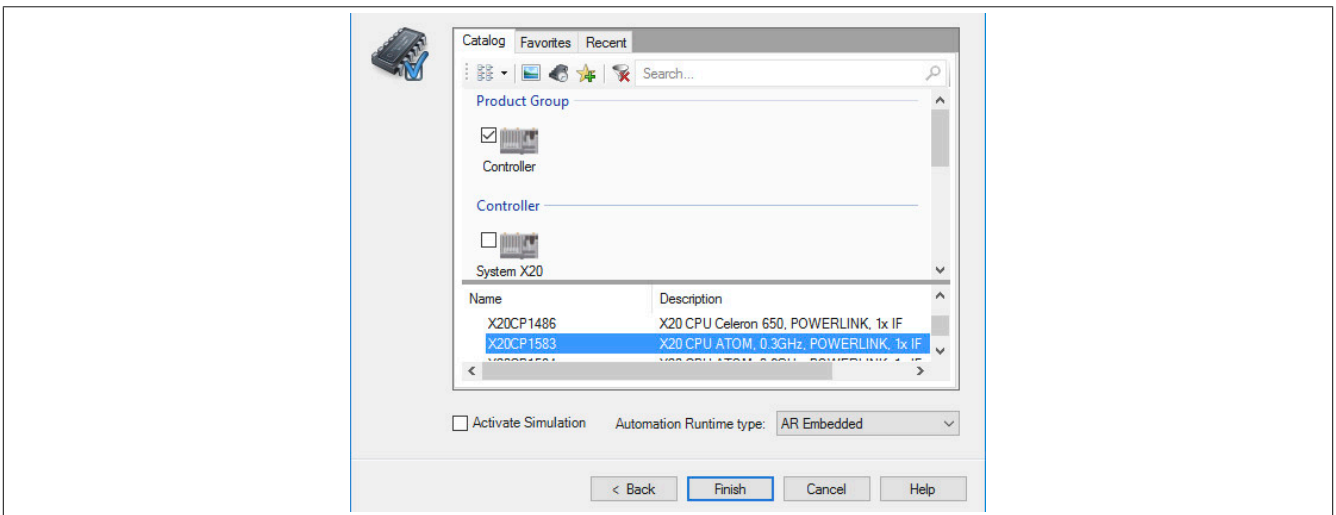 Catalog Favorites Recent
Search...
Product Group
Controller
Controller
System X20
Name Description
X20CP1486 X20 CPU Celeron 650, POWERLINK, 1x IF
X20CP1583 X20 CPU ATOM, 0.3GHz, POWERLINK, 1x IF
Activate Simulation Automation Runtime type: AR Embedded
< Back Finish Cancel Help